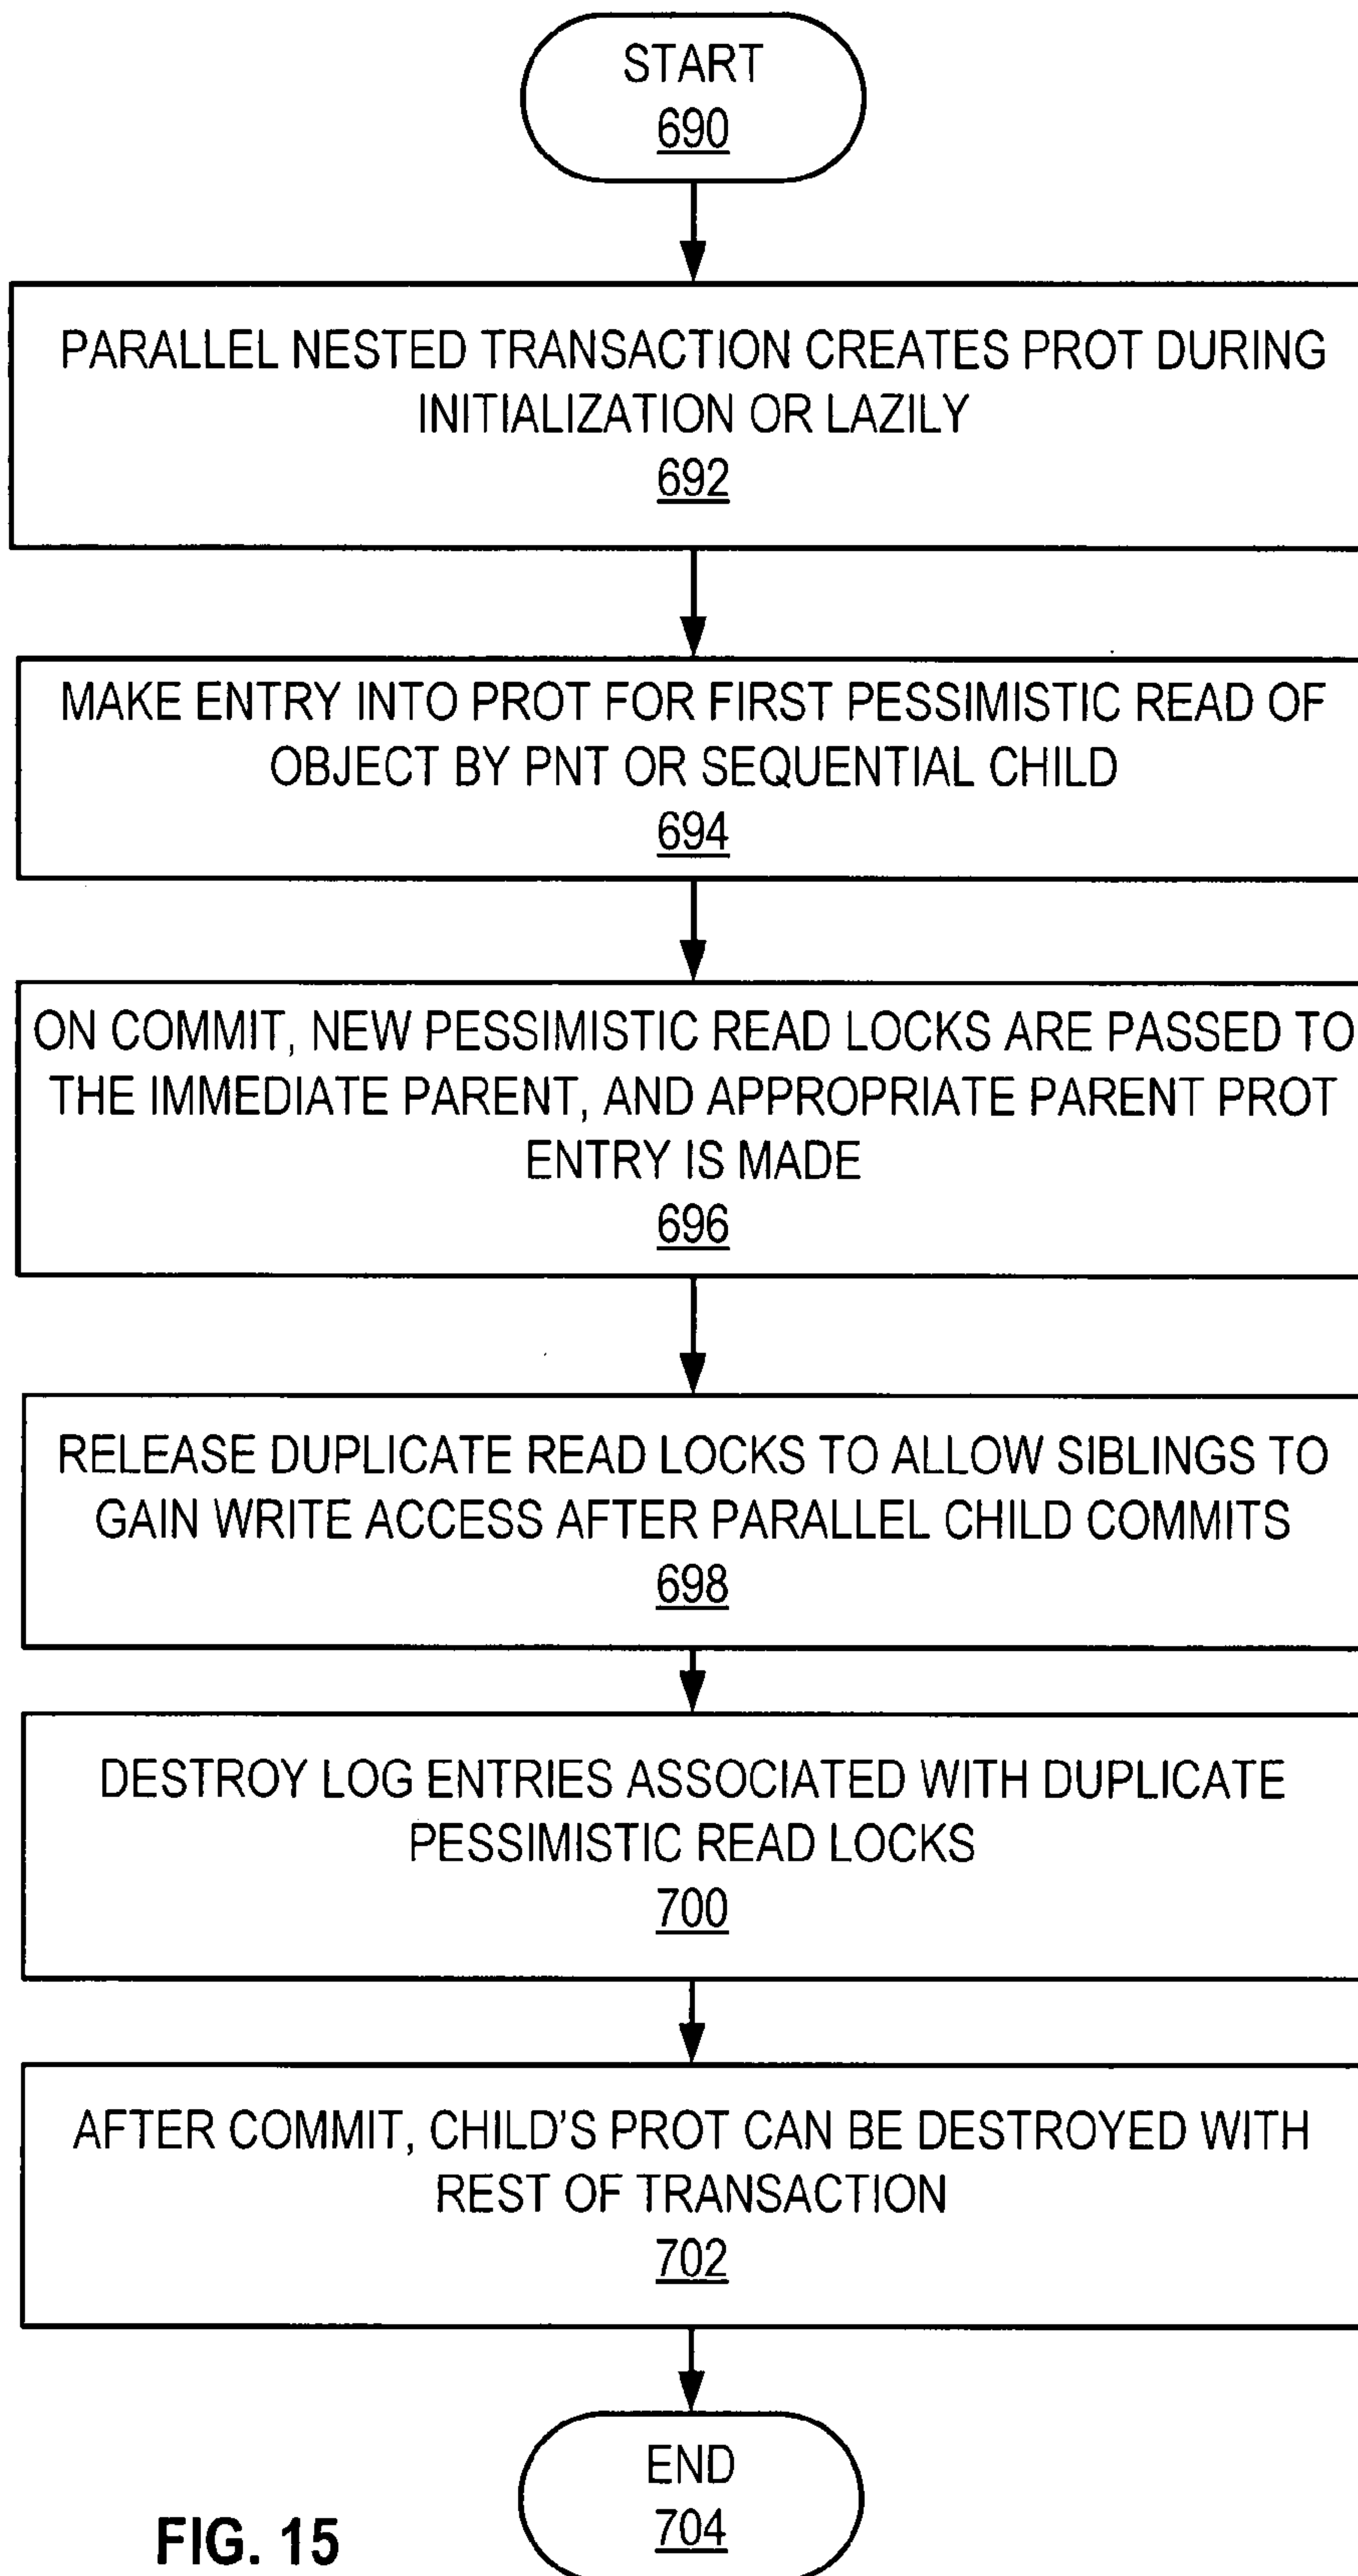 START
690
PARALLEL NESTED TRANSACTION CREATES PROT DURING
INITIALIZATION OR LAZILY
692
MAKE ENTRY INTO PROT FOR FIRST PESSIMISTIC READ OF
OBJECT BY PNT OR SEQUENTIAL CHILD
694
ON COMMIT, NEW PESSIMISTIC READ LOCKS ARE PASSED TO
THE IMMEDIATE PARENT, AND APPROPRIATE PARENT PROT
ENTRY IS MADE
696
RELEASE DUPLICATE READ LOCKS TO ALLOW SIBLINGS TO
GAIN WRITE ACCESS AFTER PARALLEL CHILD COMMITS
698
DESTROY LOG ENTRIES ASSOCIATED WITH DUPLICATE
PESSIMISTIC READ LOCKS
700
AFTER COMMIT, CHILD'S PROT CAN BE DESTROYED WITH
REST OF TRANSACTION
702
END
704
FIG. 15